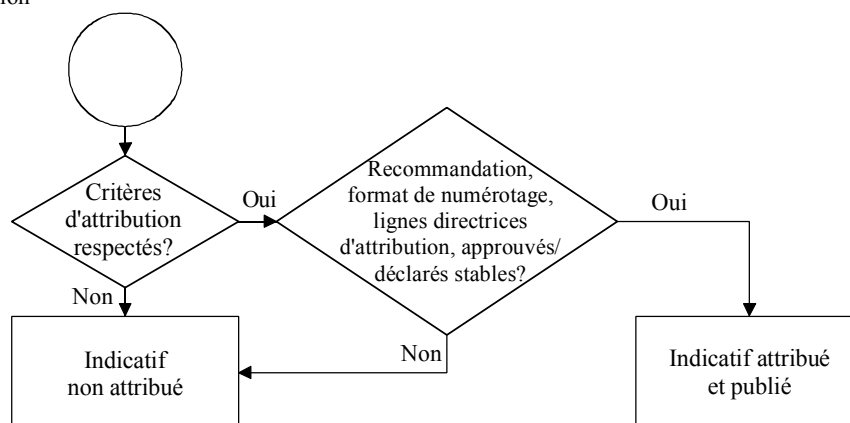 Critères
d'attribution
respectés?
Oui
Recommandation,
format de numérotage,
lignes directrices
d'attribution, approuvés/
déclarés stables?
Oui
Non
Non
Indicatif
non attribué
Indicatif attribué
et publié